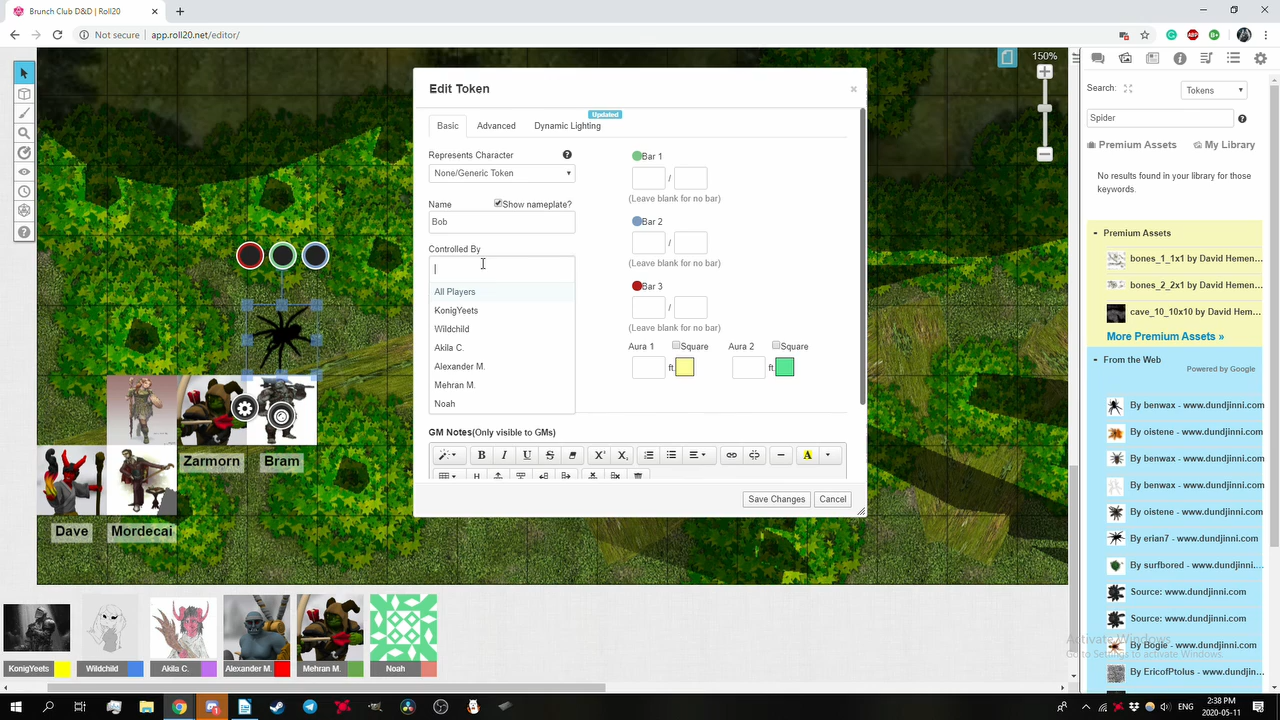 Brunch Club D&D | Roll20
Not secure | app.roll20.net/editor/
150%
Edit Token
Updated
Basic
Advanced
Dynamic Lighting
Represents Character
None/Generic Token
Name
Show nameplate?
Bob
Controlled By
All Players
KonigYeets
Wildchild
Akila C.
Alexander M.
Mehran M.
Noah
Bar 1
/
(Leave blank for no bar)
Bar 2
/
(Leave blank for no bar)
Bar 3
/
(Leave blank for no bar)
Aura 1
Square
Aura 2
Square
ft.
ft.
GM Notes(Only visible to GMs)
Save Changes
Cancel
Zarmorn
Bram
Dave
Mordecai
KonigYeets
Wildchild
Akila C.
Alexander M.
Mehran M.
Noah
Search:
Tokens
Spider
Premium Assets
My Library
No results found in your library for those
keywords.
Premium Assets
bones_1_1x1 by David Hemen...
bones_2_2x1 by David Hemen...
cave_10_10x10 by David Hem...
More Premium Assets »
From the Web
Powered by Google
By benwax - www.dundjinni.com
By oistene - www.dundjinni.com
By benwax - www.dundjinni.com
By benwax - www.dundjinni.com
By oistene - www.dundjinni.com
By erian7 - www.dundjinni.com
By surfbored - www.dundjinni....
Source: www.dundjinni.com
Source: www.dundjinni.com
By Bogie - www.dundjinni.com
By EricofPtolus - www.dundjin...
Activate Windows
Go to Settings to activate Windows.
2:38 PM
2020-05-11